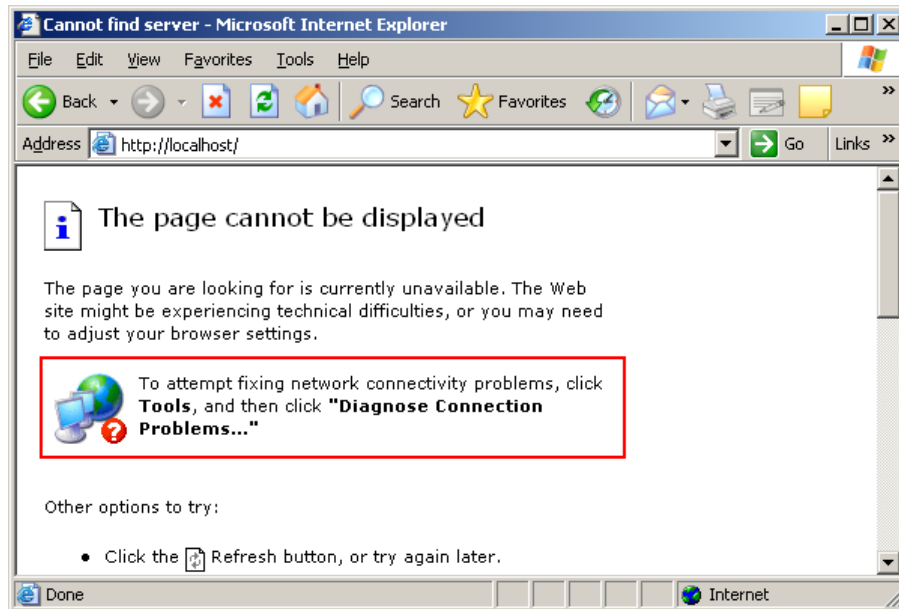 Cannot find server - Microsoft Internet Explorer
File Edit View Favorites Tools Help
Back Search Favorites »
Address http://localhost/ Go Links »
The page cannot be displayed
The page you are looking for is currently unavailable. The Web
site might be experiencing technical difficulties, or you may need
to adjust your browser settings.
To attempt fixing network connectivity problems, click
Tools, and then click "Diagnose Connection
Problems..."
Other options to try:
• Click the Refresh button, or try again later.
Done Internet